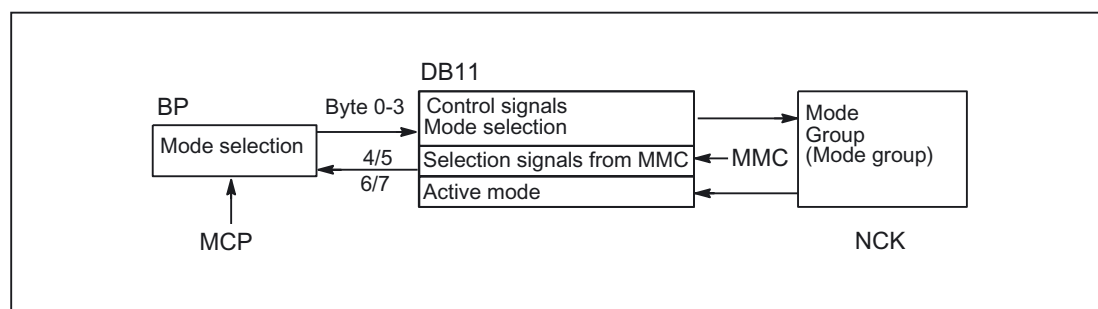 DB11
BP
Byte 0-3
Mode selection
Control signals
Mode selection
Mode
Group
(Mode group)
4/5
6/7
Selection signals from MMC
MMC
Active mode
MCP
NCK